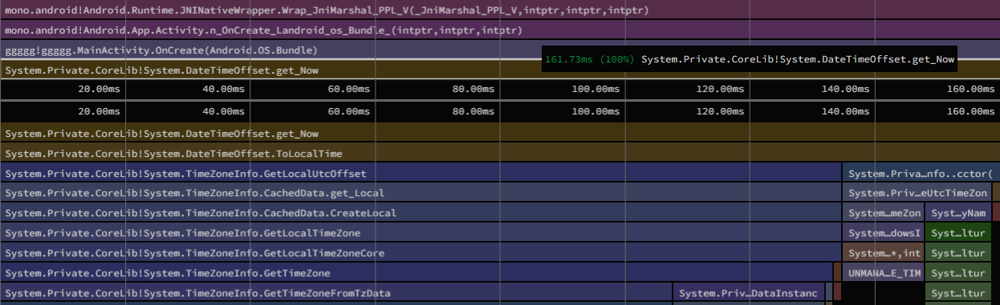 mono.android!Android.Runtime.JNINativeWrapper.Wrap_JniMarshal_PPL_V(_JniMarshal_PPL_V,intptr,intptr,intptr)
mono.android!Android.App.Activity.n_OnCreate_Landroid_os_Bundle_(intptr,intptr,intptr)
ggggg!ggggg.MainActivity.OnCreate(Android.OS.Bundle)
161.73ms (100%) System.Private.CoreLib!System.DateTimeOffset.get_Now
System.Private.CoreLib!System.DateTimeOffset.get_Now
20.00ms 40.00ms 60.00ms 80.00ms 100.00ms 120.00ms 140.00ms 160.00ms
20.00ms 40.00ms 60.00ms 80.00ms 100.00ms 120.00ms 140.00ms 160.00ms
System.Private.CoreLib!System.DateTimeOffset.get_Now
System.Private.CoreLib!System.DateTimeOffset.ToLocalTime
System.Private.CoreLib!System.TimeZoneInfo.GetLocalUtcOffset System.Priva…nfo..cctor(
System.Private.CoreLib!System.TimeZoneInfo.CachedData.get_Local System.Priv…eUtcTimeZon
System.Private.CoreLib!System.TimeZoneInfo.CachedData.CreateLocal System…meZon Syst…yNam
System.Private.CoreLib!System.TimeZoneInfo.GetLocalTimeZone System…dowsI Syst…ltur
System.Private.CoreLib!System.TimeZoneInfo.GetLocalTimeZoneCore System…*,int Syst…ltur
System.Private.CoreLib!System.TimeZoneInfo.GetTimeZone UNMANA…E_TIM Syst…ltur
System.Private.CoreLib!System.TimeZoneInfo.GetTimeZoneFromTzData System.Priv…DataInstanc Syst…ltur